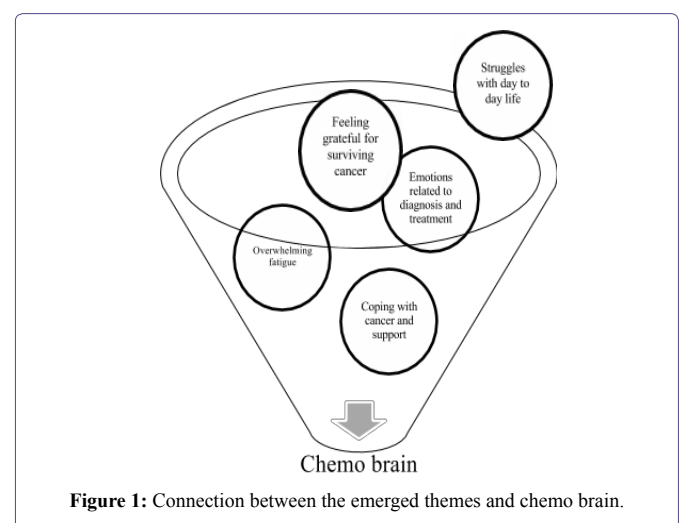 Struggles
with day to
day life
Feeling
grateful for
surviving
cancer
Emotions
related to
diagnosis and
treatment
Overwhelming
fatigue
Coping with
cancer and
support
Chemo brain
Figure 1: Connection between the emerged themes and chemo brain.